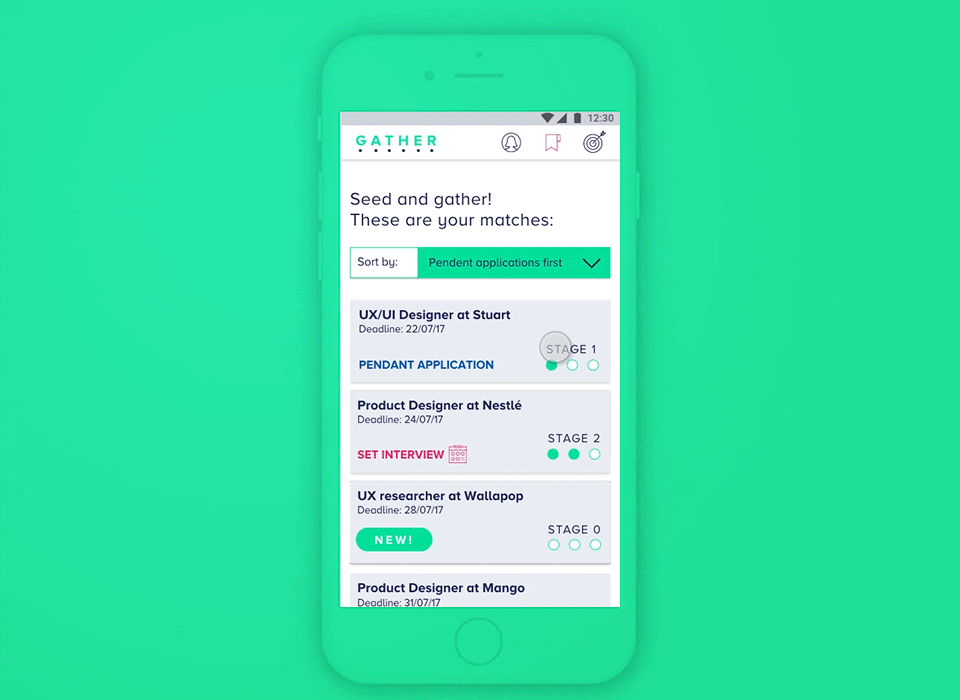 12:30
GATHER
Seed and gather!
These are your matches:
Sort by: Pendent applications first
UX/UI Designer at Stuart
Deadline: 22/07/17
STAGE 1
PENDANT APPLICATION
Product Designer at Nestlé
Deadline: 24/07/17
STAGE 2
SET INTERVIEW
UX researcher at Wallapop
Deadline: 28/07/17
STAGE 0
NEW!
Product Designer at Mango
Deadline: 31/07/17